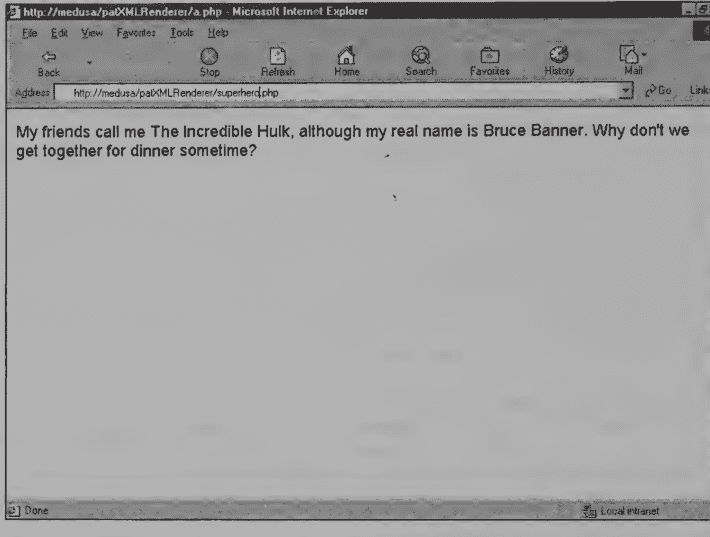 http://medusa/patXMLRenderer/a.php - Microsoft Internet Explorer
File Edit View Favorites Tools Help
Back Stop Refresh Home Search Favorites History Mail
Address http://medusa/patXMLRenderer/superhero.php Go Links
My friends call me The Incredible Hulk, although my real name is Bruce Banner. Why don't we
get together for dinner sometime?
Done Local intranet